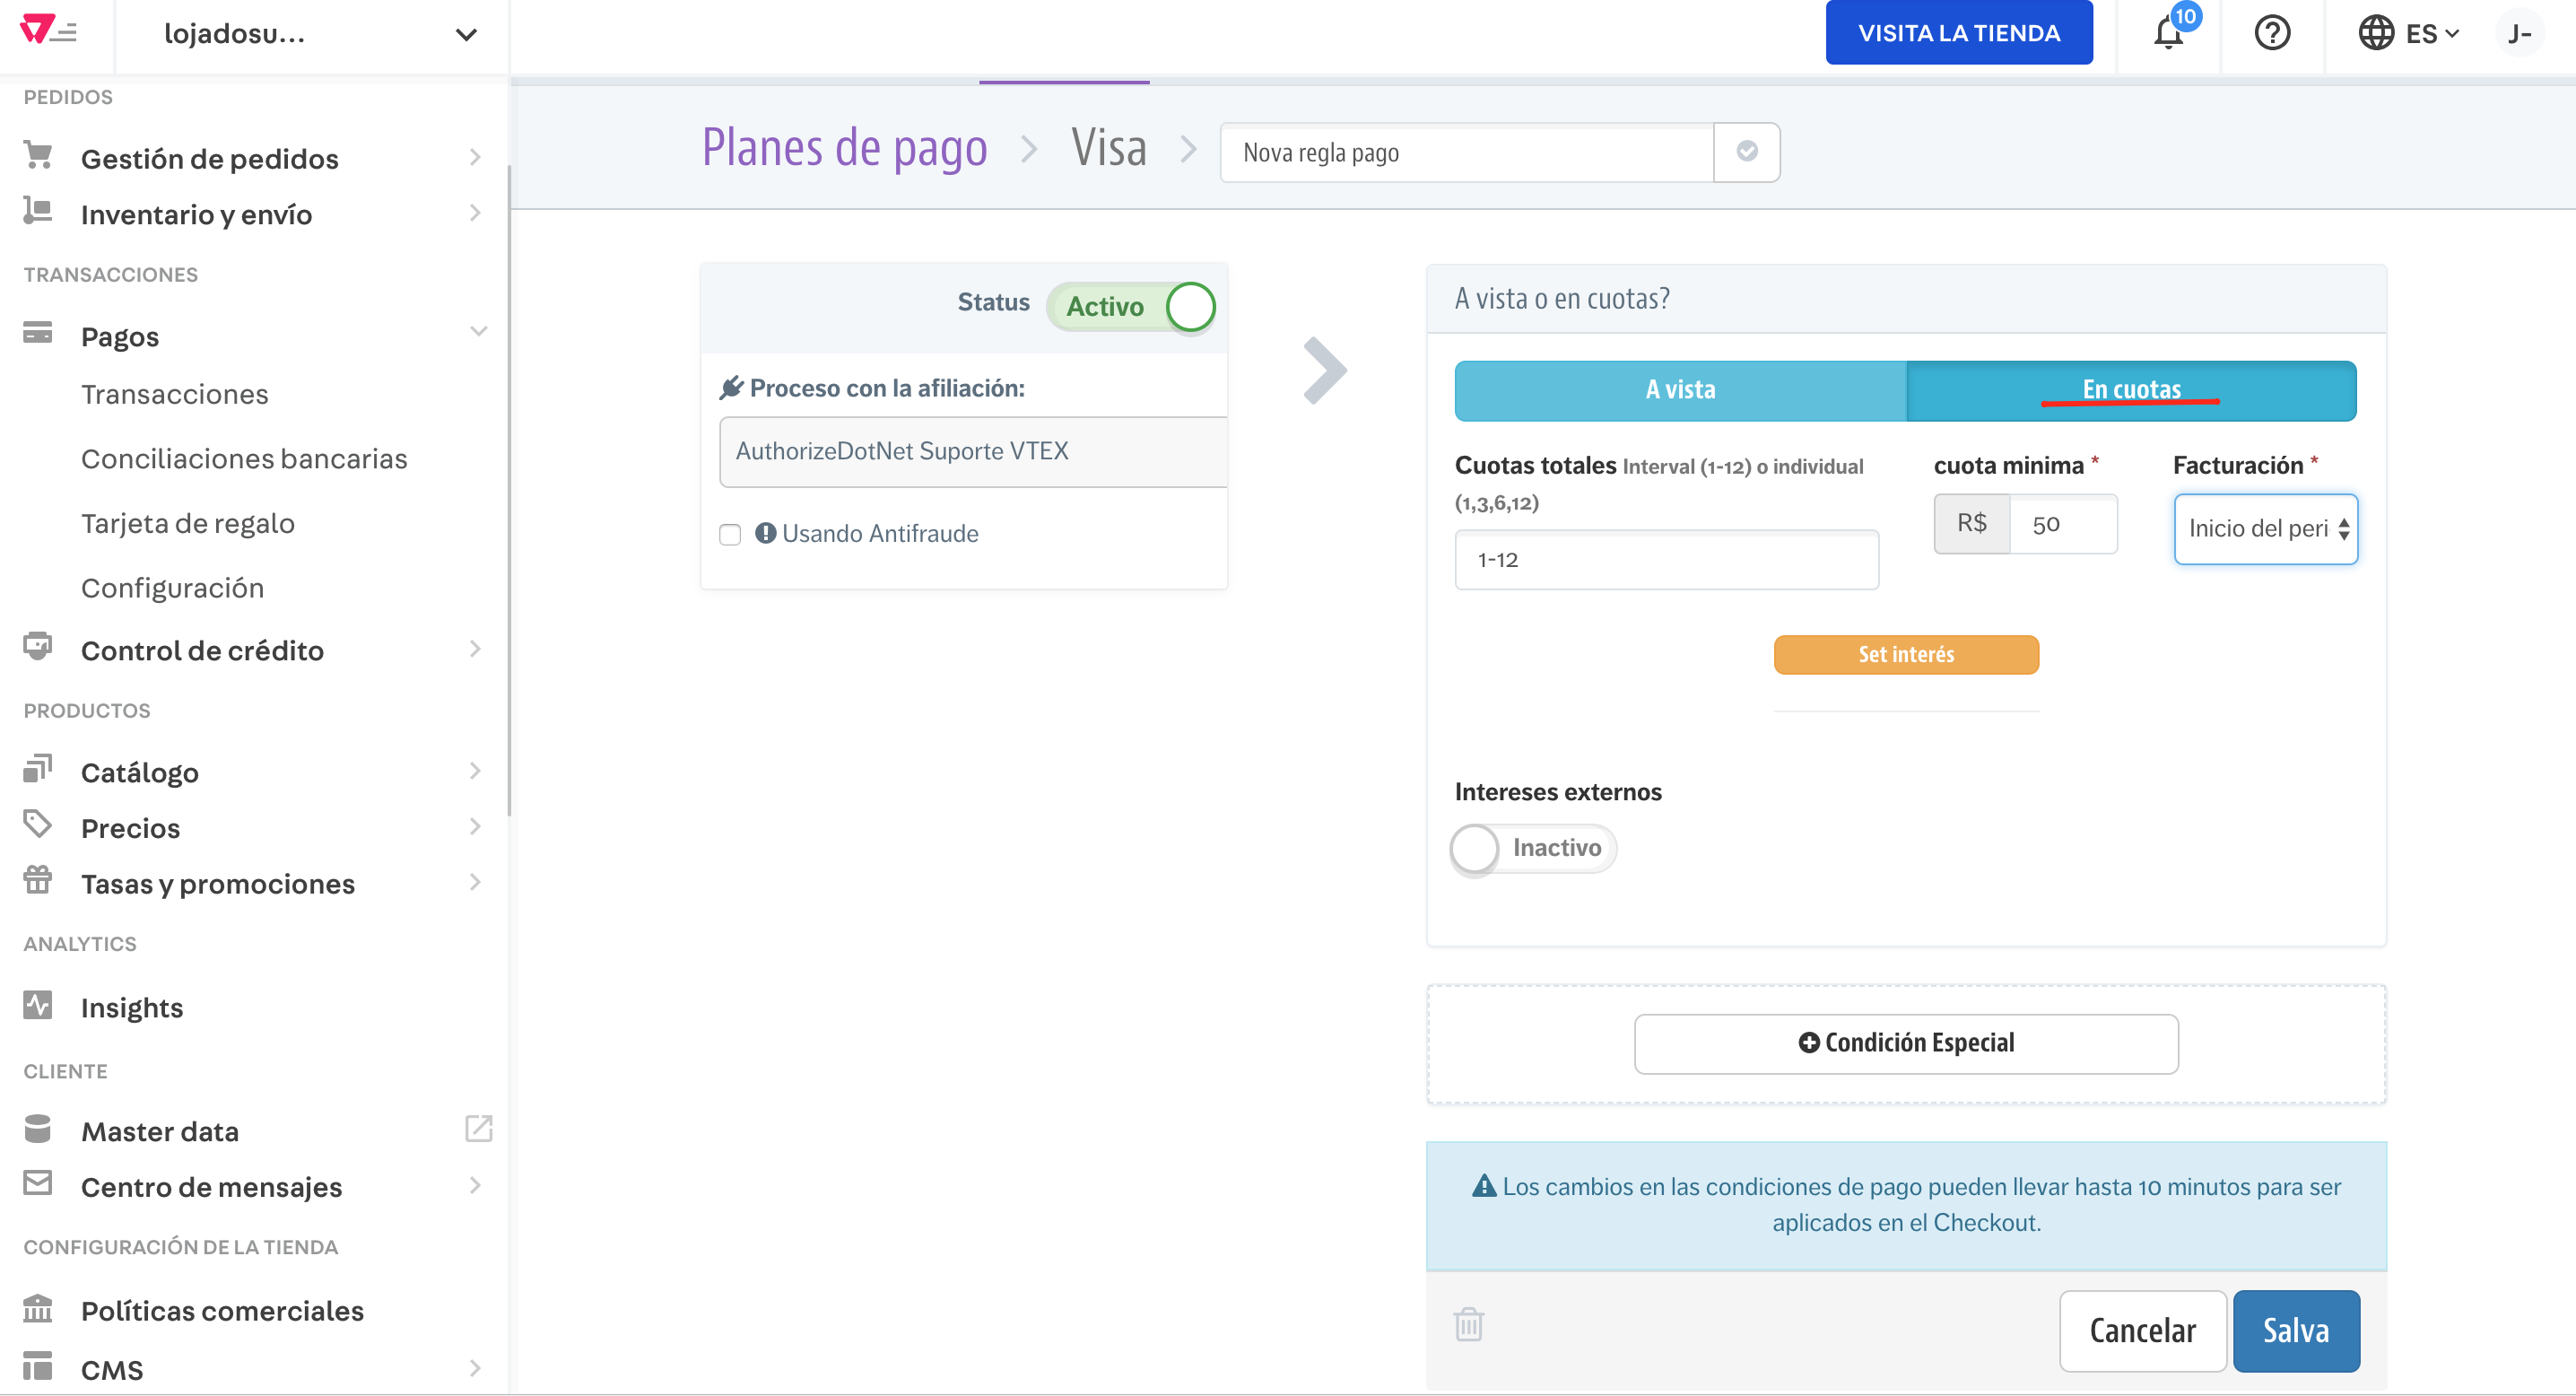 lojadosu...
VISITA LA TIENDA
10
ES
J-
PEDIDOS
Gestión de pedidos
Inventario y envío
TRANSACCIONES
Pagos
Transacciones
Conciliaciones bancarias
Tarjeta de regalo
Configuración
Control de crédito
PRODUCTOS
Catálogo
Precios
Tasas y promociones
ANALYTICS
Insights
CLIENTE
Master data
Centro de mensajes
CONFIGURACIÓN DE LA TIENDA
Políticas comerciales
CMS
Planes de pago > Visa > Nova regla pago
Status Activo
Proceso con la afiliación:
AuthorizeDotNet Suporte VTEX
Usando Antifraude
A vista o en cuotas?
A vista
En cuotas
Cuotas totales Interval (1-12) o individual
(1,3,6,12)
1-12
cuota minima *
R$ 50
Facturación *
Inicio del peri
Set interés
Intereses externos
Inactivo
Condición Especial
Los cambios en las condiciones de pago pueden llevar hasta 10 minutos para ser
aplicados en el Checkout.
Cancelar
Salva